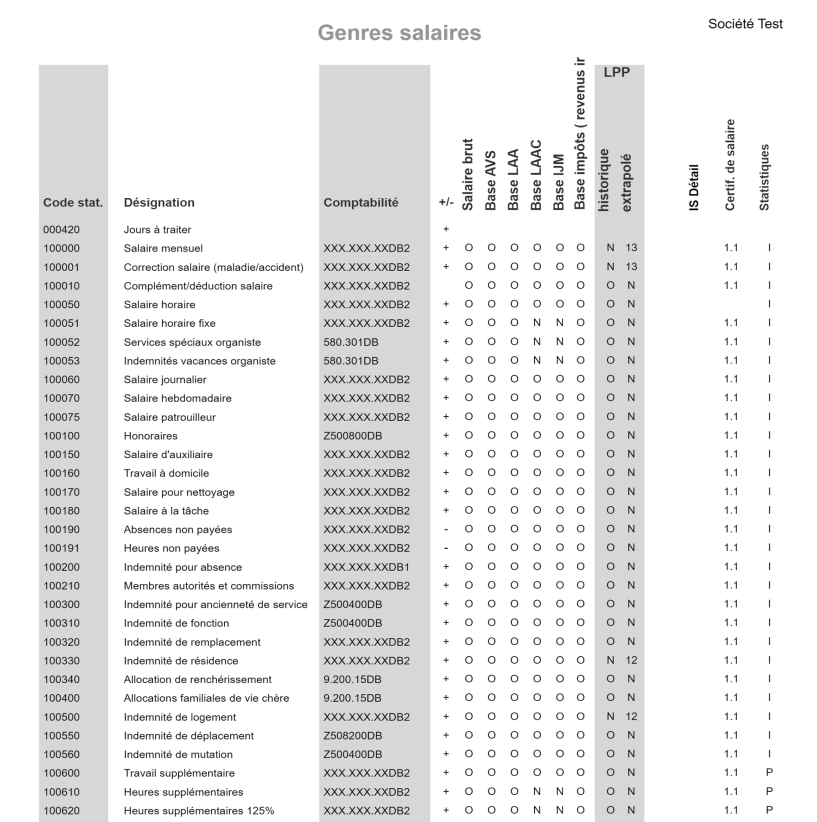 Genres salaires
Société Test
LPP
Code stat. Désignation Comptabilité +/- Salaire brut Base AVS Base LAA Base LAAC Base IJM Base impôts ( revenus ir historique extrapolé IS Détail Certif. de salaire Statistiques
000420 Jours à traiter +
100000 Salaire mensuel XXX.XXX.XXDB2 + O O O O O O N 13 1.1 I
100001 Correction salaire (maladie/accident) XXX.XXX.XXDB2 + O O O O O O N 13 1.1 I
100010 Complément/déduction salaire XXX.XXX.XXDB2 O O O O O O O N 1.1 I
100050 Salaire horaire XXX.XXX.XXDB2 + O O O O O O O N I
100051 Salaire horaire fixe XXX.XXX.XXDB2 + O O O N N O O N 1.1 I
100052 Services spéciaux organiste 580.301DB + O O O N N O O N 1.1 I
100053 Indemnités vacances organiste 580.301DB + O O O N N O O N 1.1 I
100060 Salaire journalier XXX.XXX.XXDB2 + O O O O O O O N 1.1 I
100070 Salaire hebdomadaire XXX.XXX.XXDB2 + O O O O O O O N 1.1 I
100075 Salaire patrouilleur XXX.XXX.XXDB2 + O O O O O O O N 1.1 I
100100 Honoraires Z500800DB + O O O O O O O N 1.1 I
100150 Salaire d'auxiliaire XXX.XXX.XXDB2 + O O O O O O O N 1.1 I
100160 Travail à domicile XXX.XXX.XXDB2 + O O O O O O O N 1.1 I
100170 Salaire pour nettoyage XXX.XXX.XXDB2 + O O O O O O O N 1.1 I
100180 Salaire à la tâche XXX.XXX.XXDB2 + O O O O O O O N 1.1 I
100190 Absences non payées XXX.XXX.XXDB2 - O O O O O O O N 1.1 I
100191 Heures non payées XXX.XXX.XXDB2 - O O O O O O O N 1.1 I
100200 Indemnité pour absence XXX.XXX.XXDB1 + O O O O O O O N 1.1 I
100210 Membres autorités et commissions XXX.XXX.XXDB2 + O O O O O O O N 1.1 I
100300 Indemnité pour ancienneté de service Z500400DB + O O O O O O O N 1.1 I
100310 Indemnité de fonction Z500400DB + O O O O O O O N 1.1 I
100320 Indemnité de remplacement XXX.XXX.XXDB2 + O O O O O O O N 1.1 I
100330 Indemnité de résidence XXX.XXX.XXDB2 + O O O O O O N 12 1.1 I
100340 Allocation de renchérissement 9.200.15DB + O O O O O O O N 1.1 I
100400 Allocations familiales de vie chère 9.200.15DB + O O O O O O O N 1.1 I
100500 Indemnité de logement XXX.XXX.XXDB2 + O O O O O O N 12 1.1 I
100550 Indemnité de déplacement Z508200DB + O O O O O O O N 1.1 I
100560 Indemnité de mutation Z500400DB + O O O O O O O N 1.1 I
100600 Travail supplémentaire XXX.XXX.XXDB2 + O O O O O O O N 1.1 P
100610 Heures supplémentaires XXX.XXX.XXDB2 + O O O N N O O N 1.1 P
100620 Heures supplémentaires 125% XXX.XXX.XXDB2 + O O O N N O O N 1.1 P